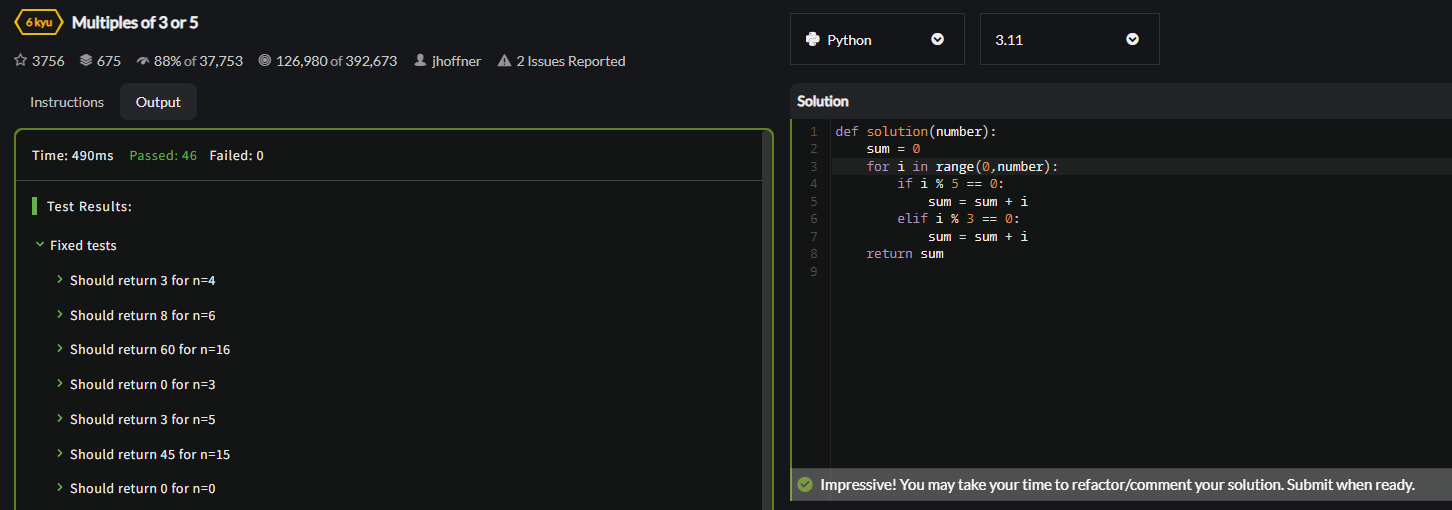 6 kyu Multiples of 3 or 5
3756 675 88% of 37,753 126,980 of 392,673 jhoffner 2 Issues Reported
Instructions Output
Time: 490ms Passed: 46 Failed: 0
Test Results:
Fixed tests
Should return 3 for n=4
Should return 8 for n=6
Should return 60 for n=16
Should return 0 for n=3
Should return 3 for n=5
Should return 45 for n=15
Should return 0 for n=0
Python 3.11
Solution
1 def solution(number):
2     sum = 0
3     for i in range(0,number):
4         if i % 5 == 0:
5             sum = sum + i
6         elif i % 3 == 0:
7             sum = sum + i
8     return sum
9
Impressive! You may take your time to refactor/comment your solution. Submit when ready.